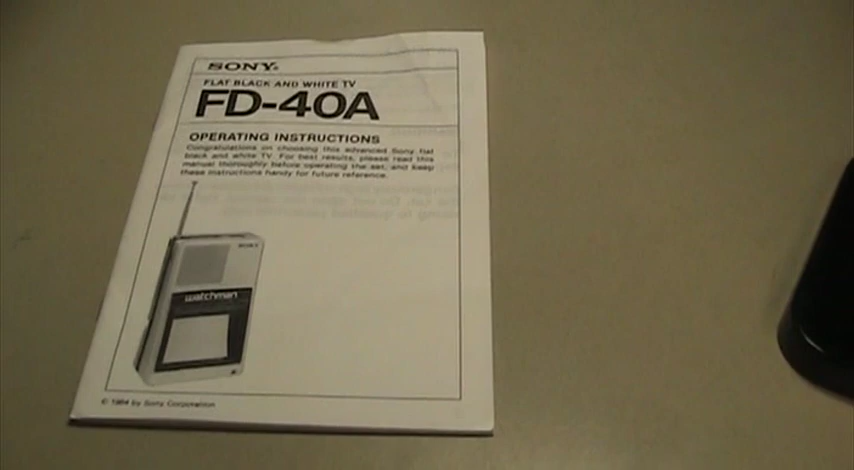 SONY®
FLAT BLACK AND WHITE TV
FD-40A
OPERATING INSTRUCTIONS
Congratulations on choosing this advanced Sony flat
black and white TV. For best results, please read this
manual thoroughly before operating the set, and keep
these instructions handy for future reference.
SONY
watchman
© 1984 by Sony Corporation